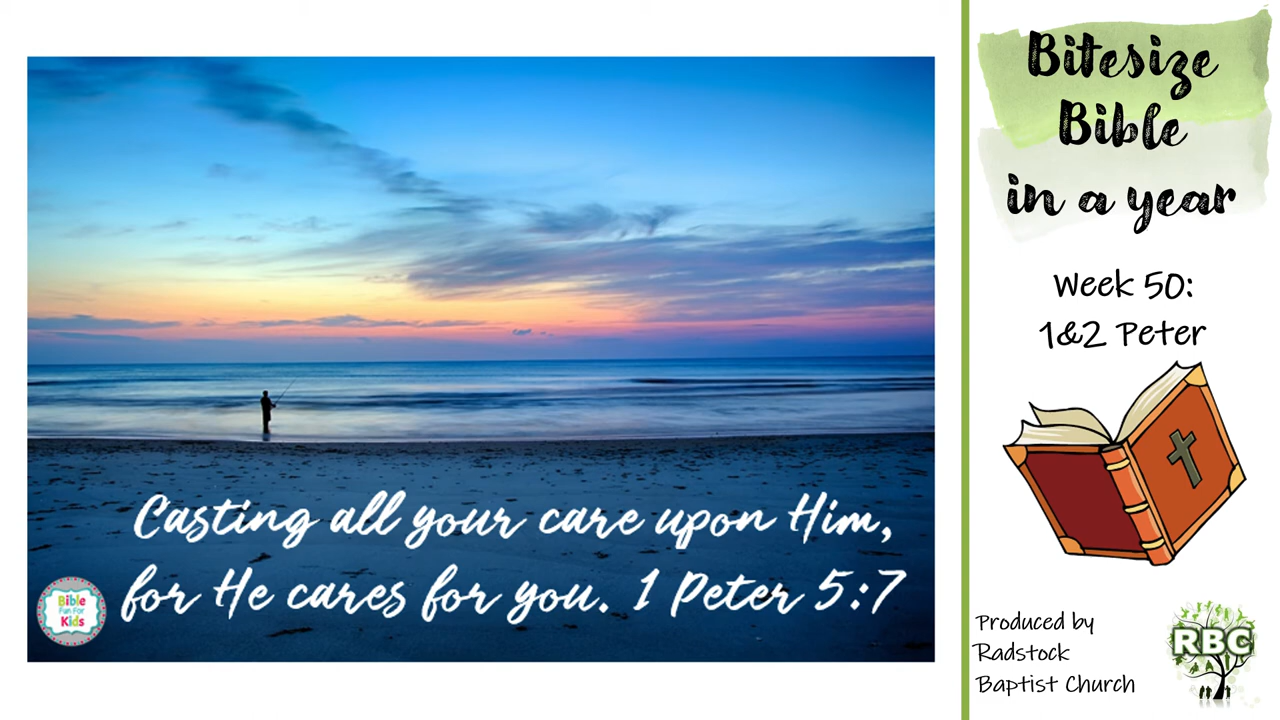 Casting all your care upon Him,
for He cares for you. 1 Peter 5:7
Bible
Fun For
Kids
Bitesize
Bible
in a year
Week 50:
1&2 Peter
Produced by
Radstock
Baptist Church
RBC